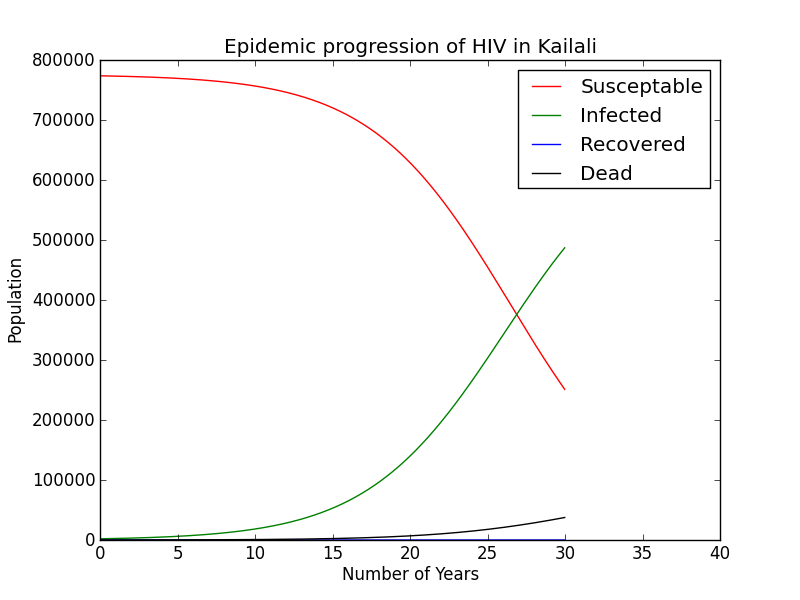 Epidemic progression of HIV in Kailali
800000
700000
600000
500000
400000
300000
200000
100000
0
Population
Susceptable
Infected
Recovered
Dead
0 5 10 15 20 25 30 35 40
Number of Years